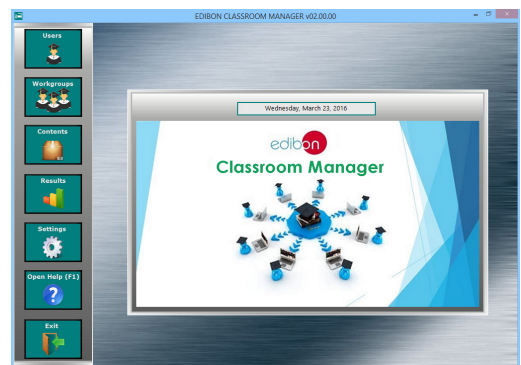 EDIBON CLASSROOM MANAGER v02.00.00
Users
Workgroups
Contents
Results
Settings
Open Help (F1)
?
Exit
Wednesday, March 23, 2016
edibon
Classroom Manager